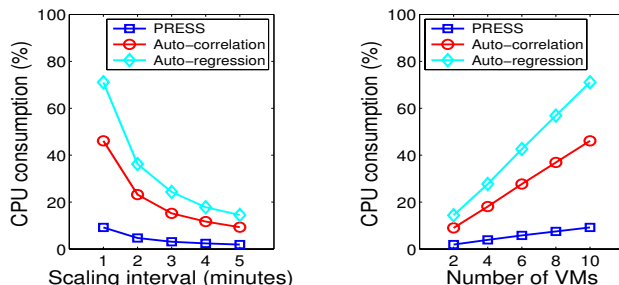 100
80
60
40
20
0
CPU consumption (%)
PRESS
Auto-correlation
Auto-regression
1 2 3 4 5
Scaling interval (minutes)
100
80
60
40
20
0
CPU consumption (%)
PRESS
Auto-correlation
Auto-regression
2 4 6 8 10
Number of VMs